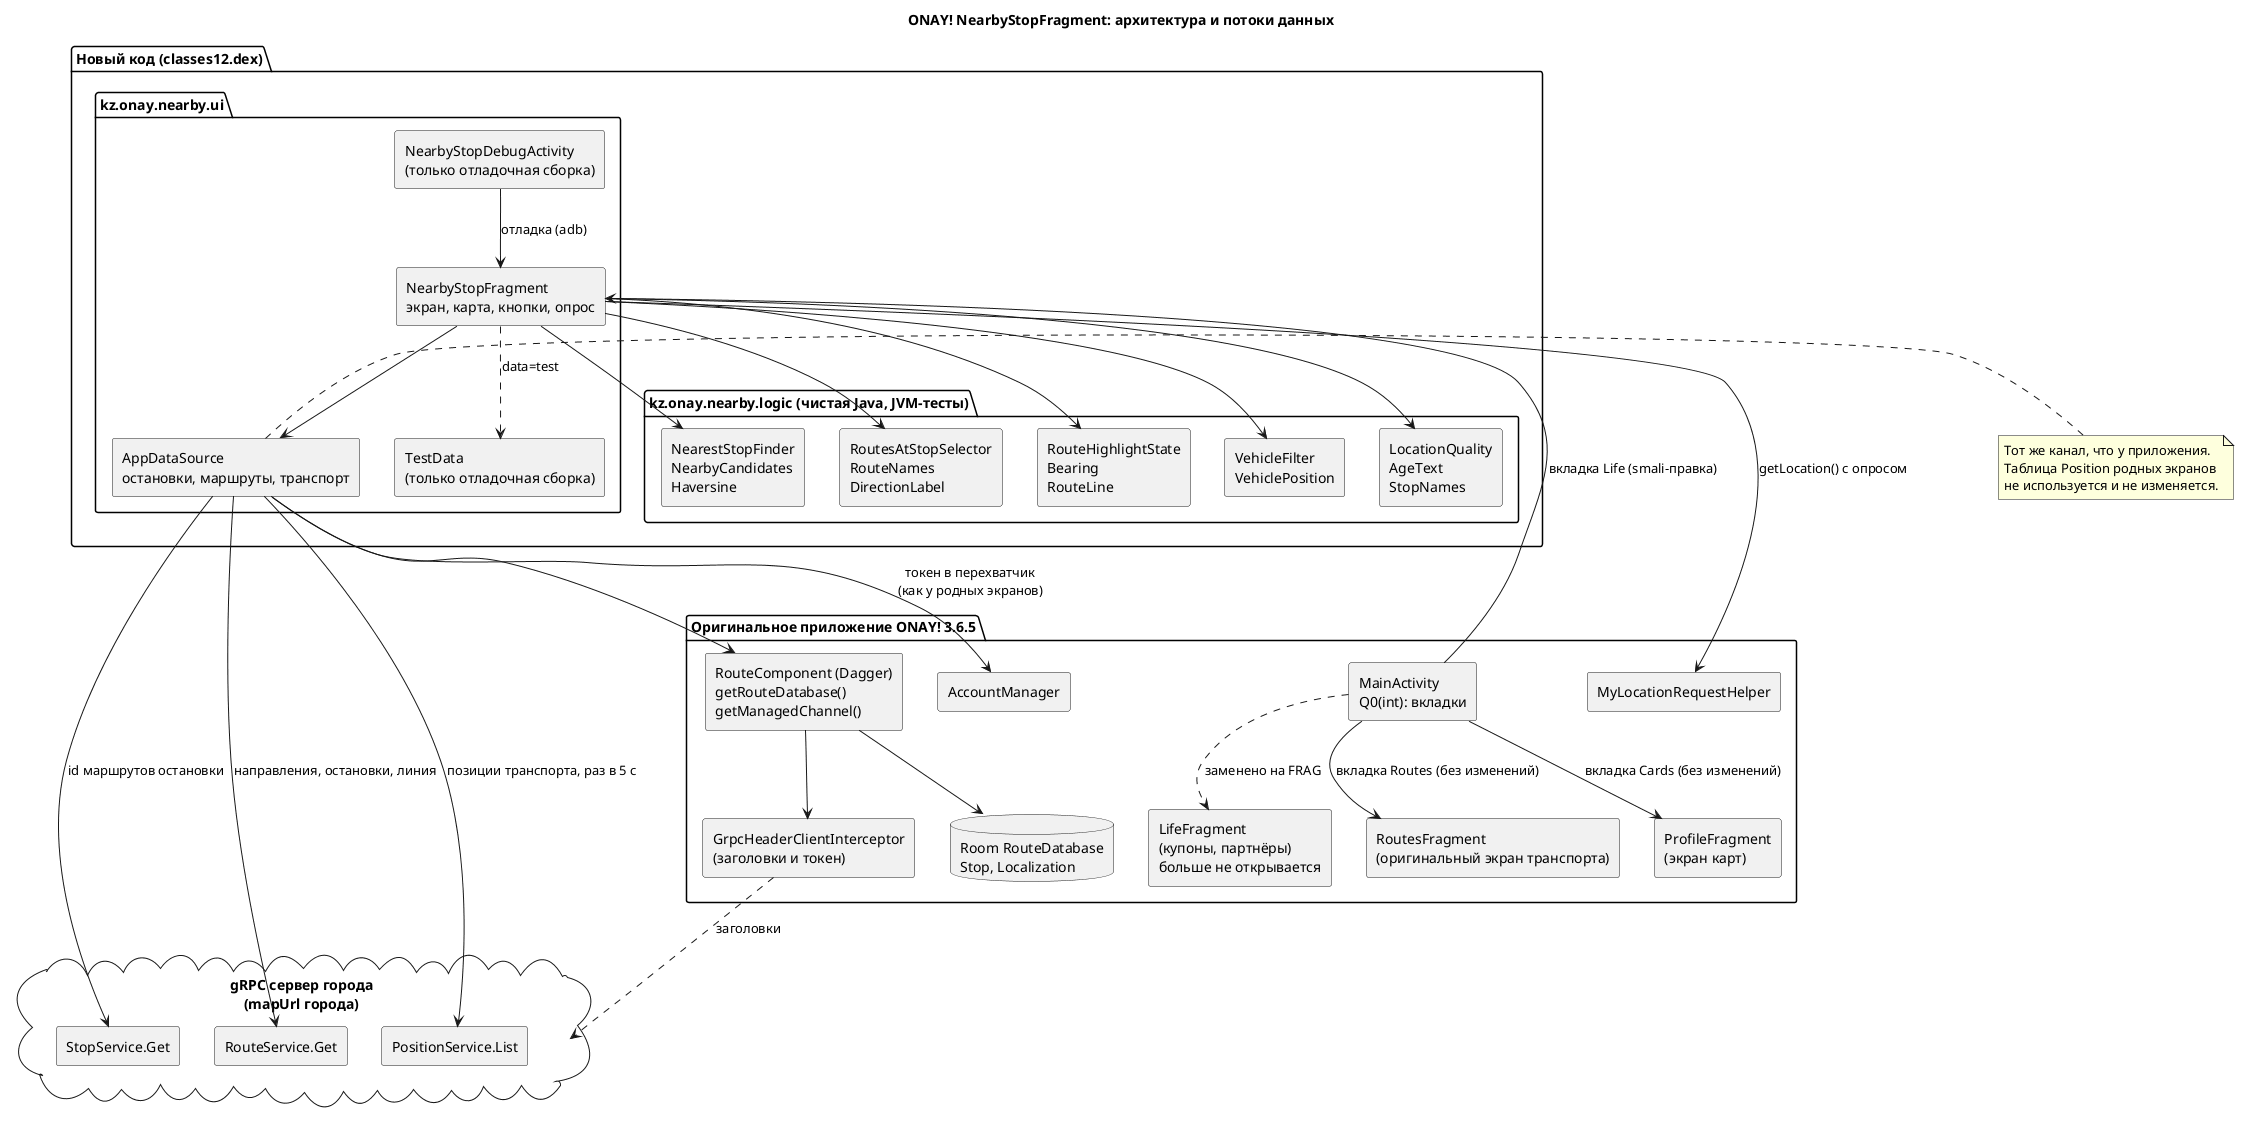 ONAY! NearbyStopFragment: архитектура и потоки данных
Новый код (classes12.dex)
kz.onay.nearby.ui
NearbyStopDebugActivity
(только отладочная сборка)
отладка (adb)
NearbyStopFragment
экран, карта, кнопки, опрос
data=test
AppDataSource
остановки, маршруты, транспорт
TestData
(только отладочная сборка)
kz.onay.nearby.logic (чистая Java, JVM-тесты)
NearestStopFinder
NearbyCandidates
Haversine
RoutesAtStopSelector
RouteNames
DirectionLabel
RouteHighlightState
Bearing
RouteLine
VehicleFilter
VehiclePosition
LocationQuality
AgeText
StopNames
вкладка Life (smali-правка)
getLocation() с опросом
Тот же канал, что у приложения.
Таблица Position родных экранов
не используется и не изменяется.
токен в перехватчик
(как у родных экранов)
Оригинальное приложение ONAY! 3.6.5
RouteComponent (Dagger)
getRouteDatabase()
getManagedChannel()
AccountManager
MainActivity
Q0(int): вкладки
MyLocationRequestHelper
id маршрутов остановки
направления, остановки, линия
позиции транспорта, раз в 5 с
заменено на FRAG
вкладка Routes (без изменений)
вкладка Cards (без изменений)
GrpcHeaderClientInterceptor
(заголовки и токен)
Room RouteDatabase
Stop, Localization
LifeFragment
(купоны, партнёры)
больше не открывается
RoutesFragment
(оригинальный экран транспорта)
ProfileFragment
(экран карт)
заголовки
gRPC сервер города
(mapUrl города)
StopService.Get
RouteService.Get
PositionService.List